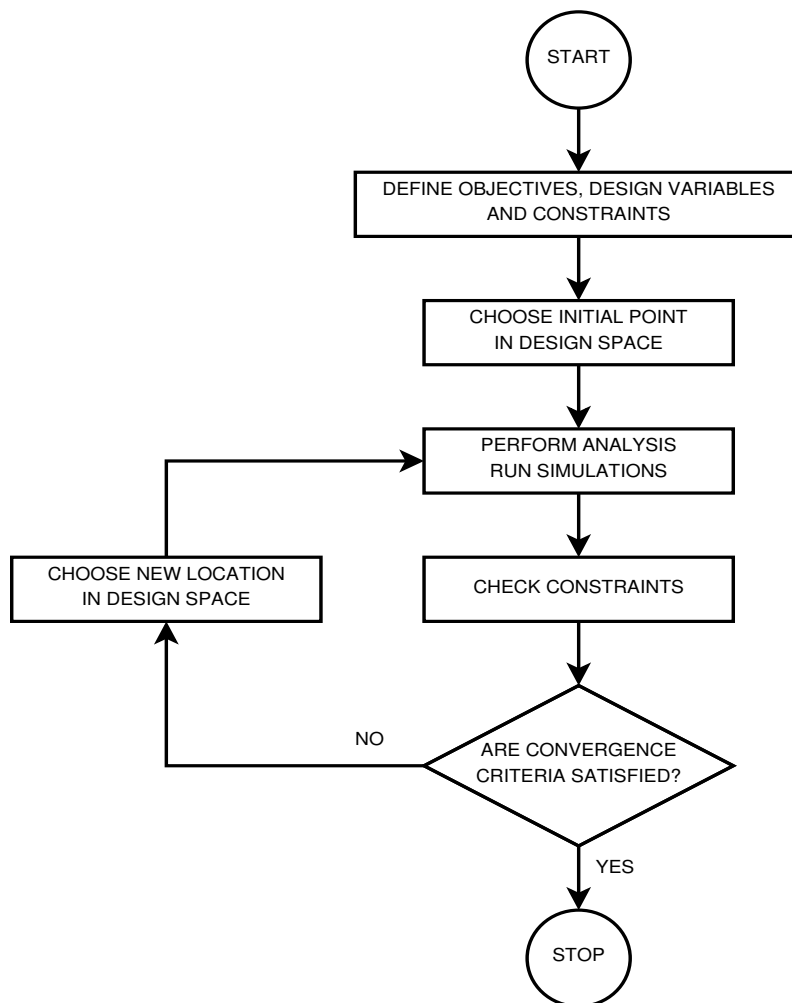 START
DEFINE OBJECTIVES, DESIGN VARIABLES
AND CONSTRAINTS
CHOOSE INITIAL POINT
IN DESIGN SPACE
PERFORM ANALYSIS
RUN SIMULATIONS
CHOOSE NEW LOCATION
IN DESIGN SPACE
CHECK CONSTRAINTS
NO
ARE CONVERGENCE
CRITERIA SATISFIED?
YES
STOP